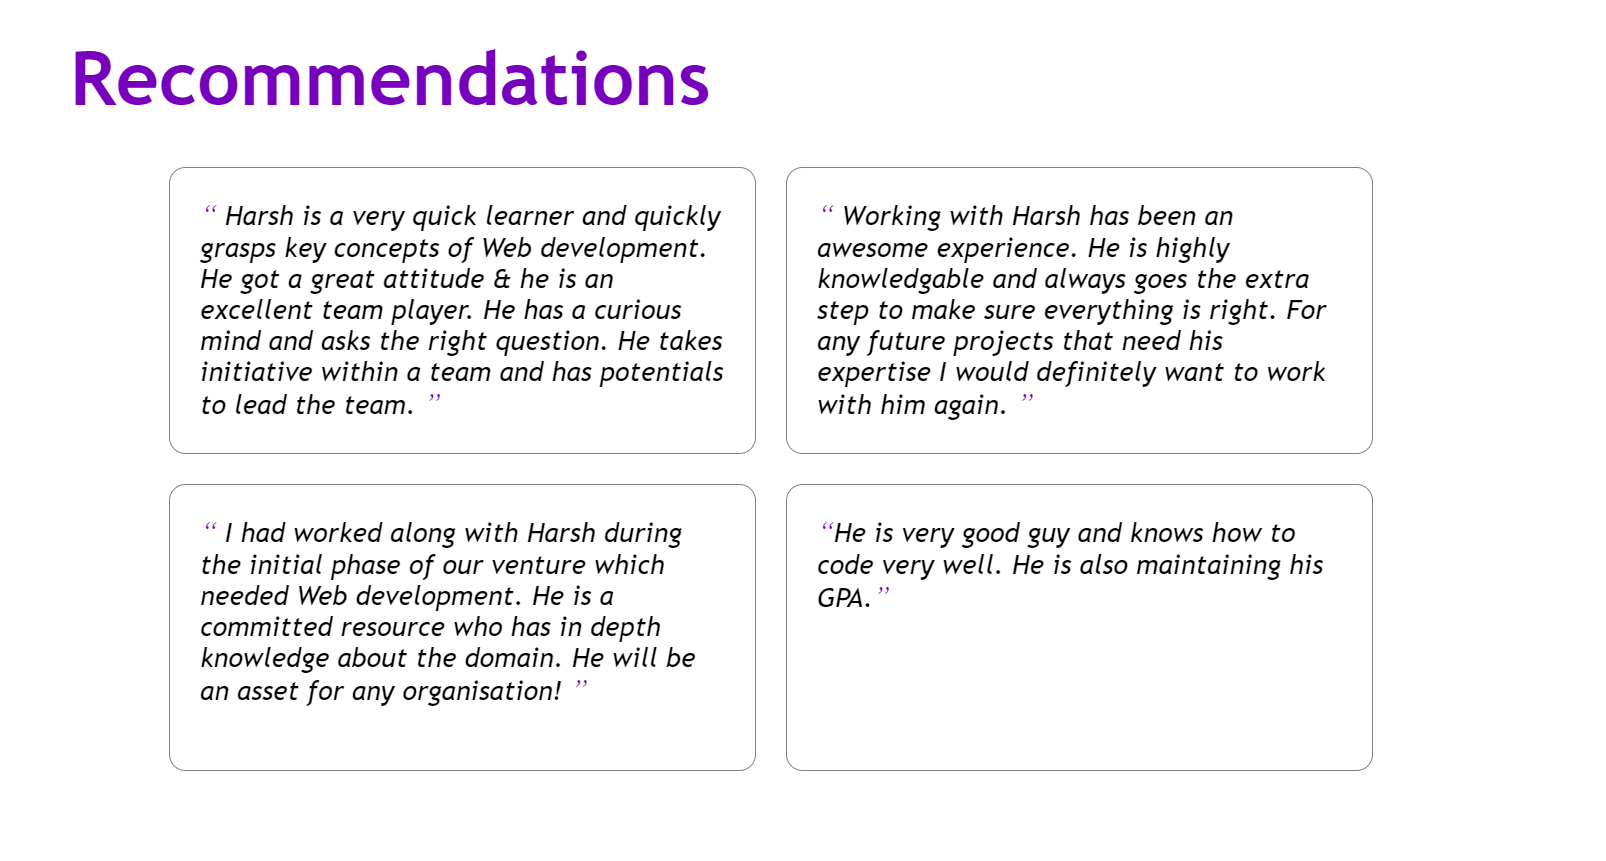 Recommendations
“ Harsh is a very quick learner and quickly
grasps key concepts of Web development.
He got a great attitude & he is an
excellent team player. He has a curious
mind and asks the right question. He takes
initiative within a team and has potentials
to lead the team. ”
“ Working with Harsh has been an
awesome experience. He is highly
knowledgable and always goes the extra
step to make sure everything is right. For
any future projects that need his
expertise I would definitely want to work
with him again. ”
“ I had worked along with Harsh during
the initial phase of our venture which
needed Web development. He is a
committed resource who has in depth
knowledge about the domain. He will be
an asset for any organisation! ”
“He is very good guy and knows how to
code very well. He is also maintaining his
GPA.”